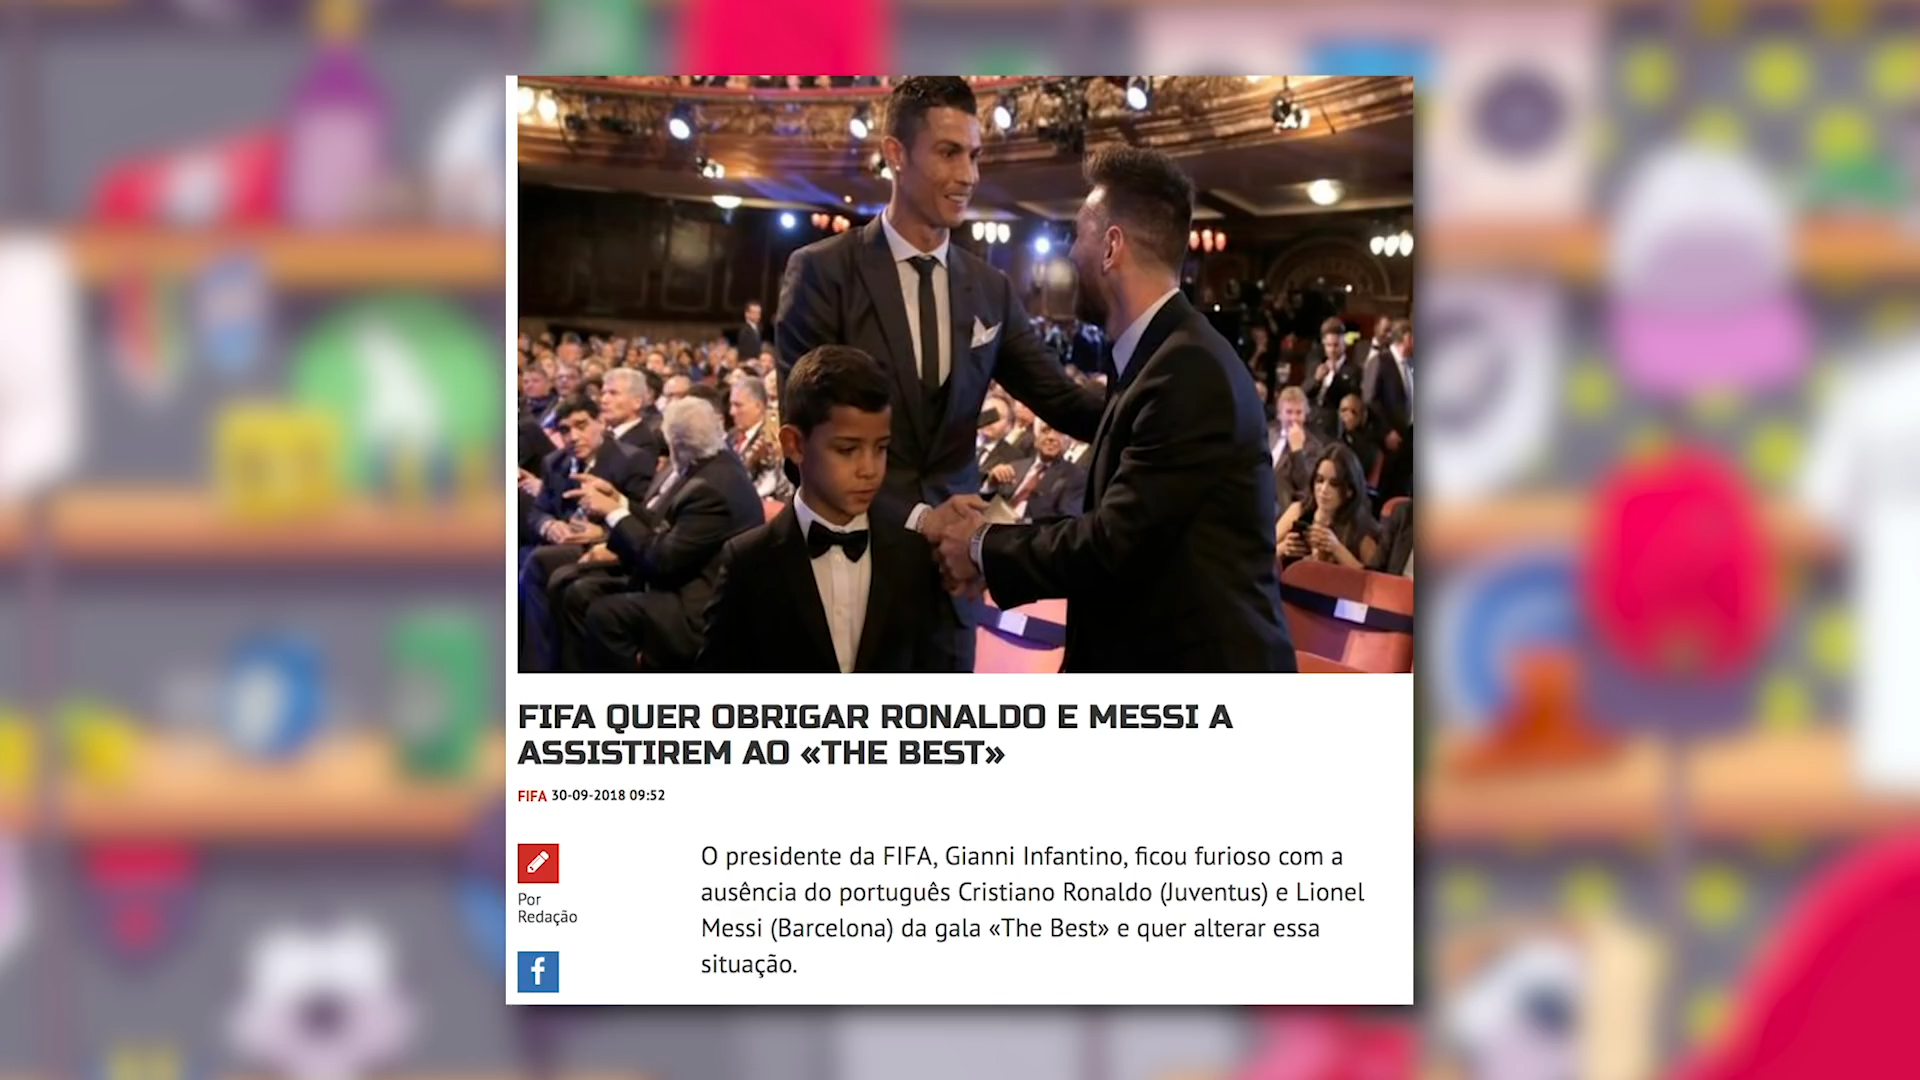 FIFA QUER OBRIGAR RONALDO E MESSI A
ASSISTIREM AO «THE BEST»
FIFA 30-09-2018 09:52
Por
Redação
O presidente da FIFA, Gianni Infantino, ficou furioso com a
ausência do português Cristiano Ronaldo (Juventus) e Lionel
Messi (Barcelona) da gala «The Best» e quer alterar essa
situação.